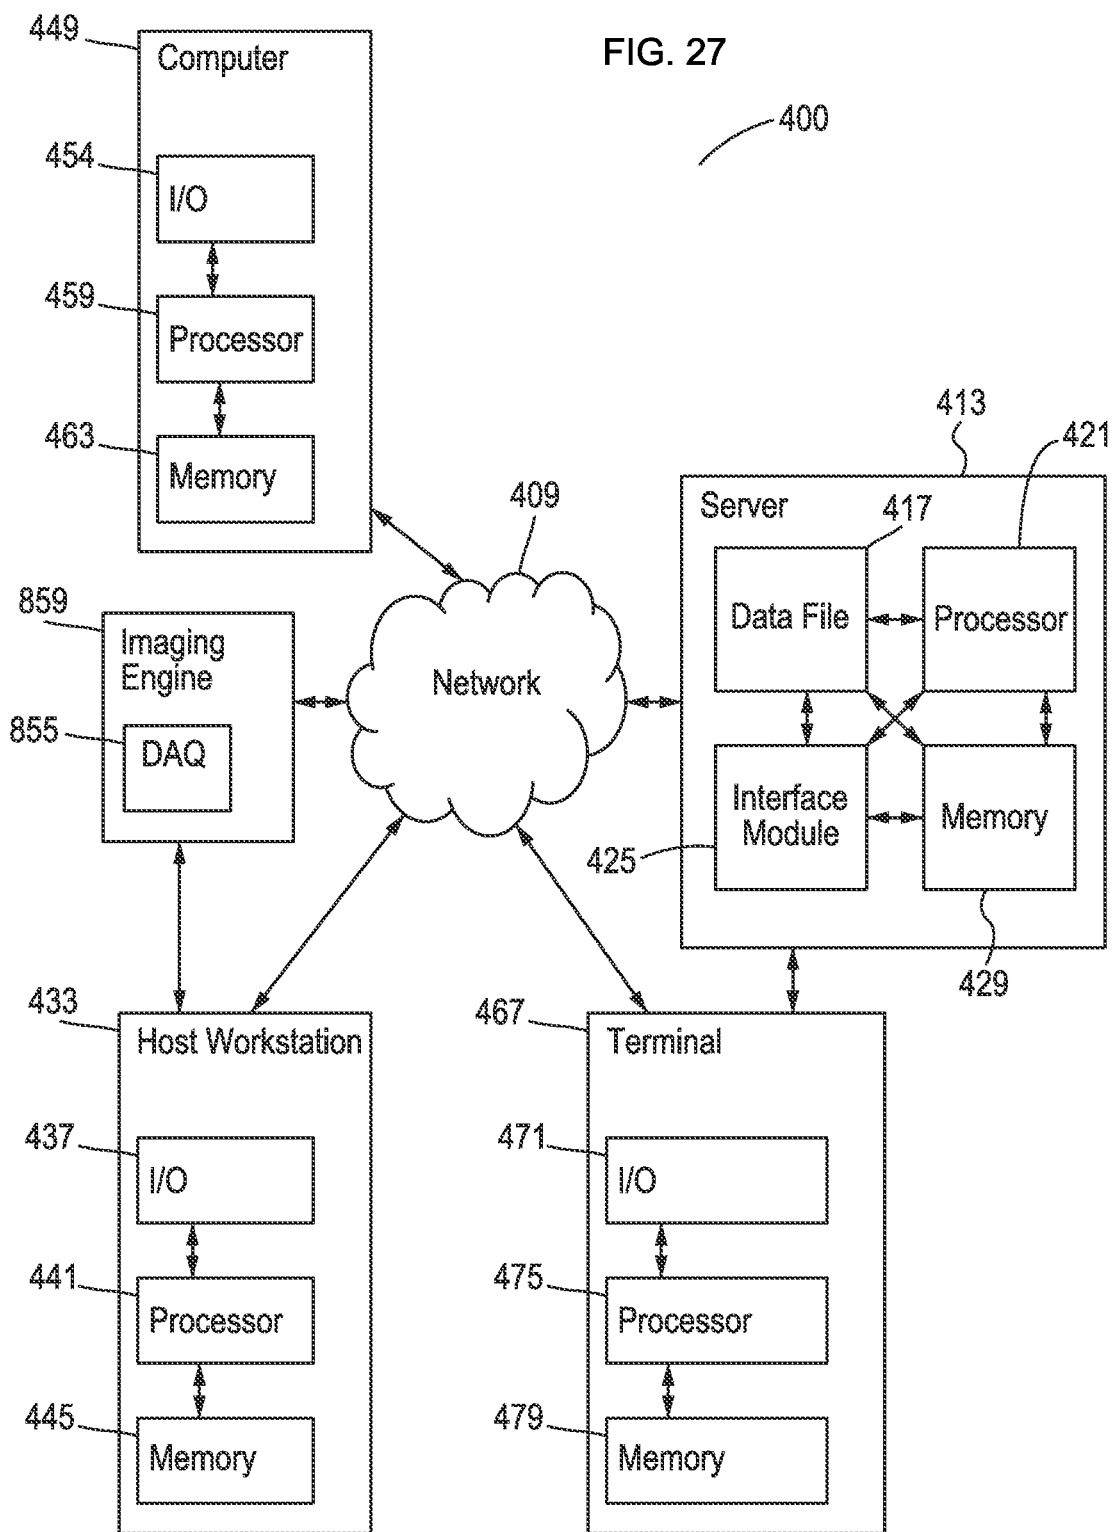 FIG. 27
400
449
Computer
454
I/O
459
Processor
463
Memory
409
Network
413
Server
417
421
Data File
Processor
Interface
Module
Memory
425
429
859
Imaging
Engine
855
DAQ
433
Host Workstation
437
I/O
441
Processor
445
Memory
467
Terminal
471
I/O
475
Processor
479
Memory